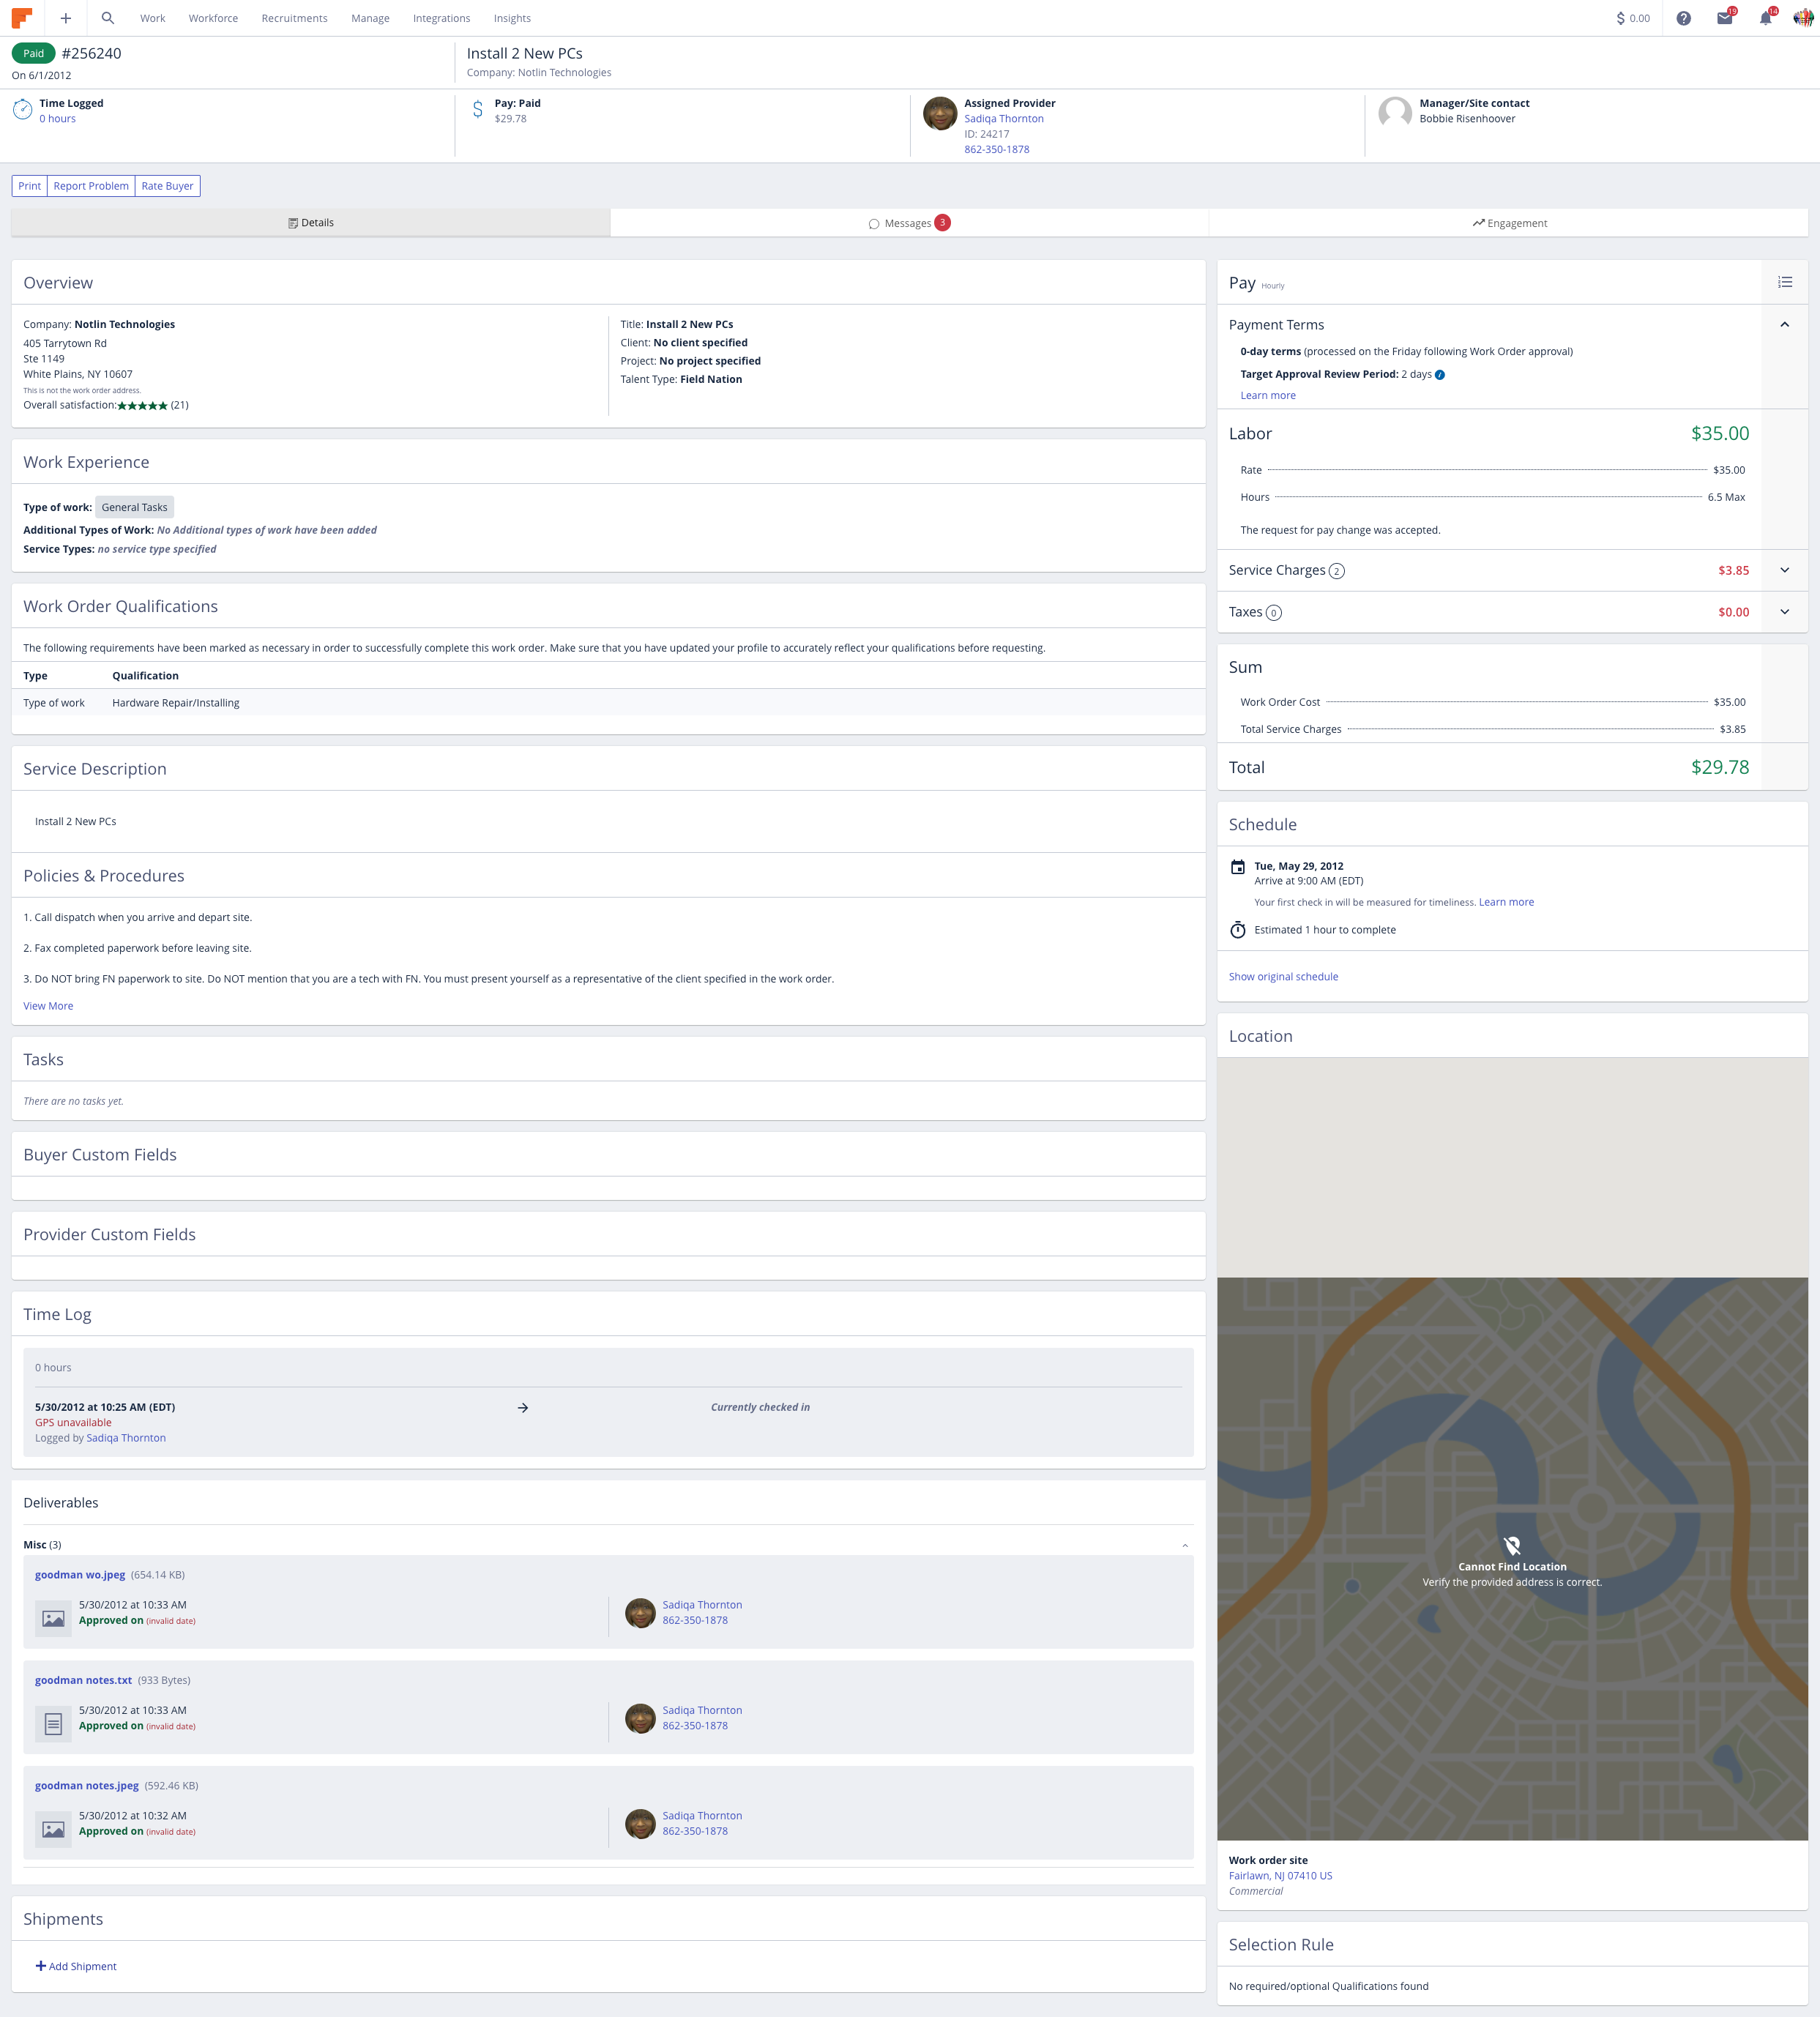 Work Workforce Recruitments Manage Integrations Insights $ 0.00 19 14
Paid #256240
On 6/1/2012
Install 2 New PCs
Company: Notlin Technologies
Time Logged
0 hours
Pay: Paid
$29.78
Assigned Provider
Sadiqa Thornton
ID: 24217
862-350-1878
Manager/Site contact
Bobbie Risenhoover
Print Report Problem Rate Buyer
Details Messages 3 Engagement
Overview
Company: Notlin Technologies
405 Tarrytown Rd
Ste 1149
White Plains, NY 10607
This is not the work order address.
Overall satisfaction:★★★★★ (21)
Title: Install 2 New PCs
Client: No client specified
Project: No project specified
Talent Type: Field Nation
Work Experience
Type of work: General Tasks
Additional Types of Work: No Additional types of work have been added
Service Types: no service type specified
Work Order Qualifications
The following requirements have been marked as necessary in order to successfully complete this work order. Make sure that you have updated your profile to accurately reflect your qualifications before requesting.
Type Qualification
Type of work Hardware Repair/Installing
Service Description
Install 2 New PCs
Policies & Procedures
1. Call dispatch when you arrive and depart site.
2. Fax completed paperwork before leaving site.
3. Do NOT bring FN paperwork to site. Do NOT mention that you are a tech with FN. You must present yourself as a representative of the client specified in the work order.
View More
Tasks
There are no tasks yet.
Buyer Custom Fields
Provider Custom Fields
Time Log
0 hours
5/30/2012 at 10:25 AM (EDT) Currently checked in
GPS unavailable
Logged by Sadiqa Thornton
Deliverables
Misc (3)
goodman wo.jpeg (654.14 KB)
5/30/2012 at 10:33 AM
Approved on (invalid date)
Sadiqa Thornton
862-350-1878
goodman notes.txt (933 Bytes)
5/30/2012 at 10:33 AM
Approved on (invalid date)
Sadiqa Thornton
862-350-1878
goodman notes.jpeg (592.46 KB)
5/30/2012 at 10:32 AM
Approved on (invalid date)
Sadiqa Thornton
862-350-1878
Shipments
Add Shipment
Pay Hourly
Payment Terms
0-day terms (processed on the Friday following Work Order approval)
Target Approval Review Period: 2 days
Learn more
Labor $35.00
Rate $35.00
Hours 6.5 Max
The request for pay change was accepted.
Service Charges 2 $3.85
Taxes 0 $0.00
Sum
Work Order Cost $35.00
Total Service Charges $3.85
Total $29.78
Schedule
Tue, May 29, 2012
Arrive at 9:00 AM (EDT)
Your first check in will be measured for timeliness. Learn more
Estimated 1 hour to complete
Show original schedule
Location
Cannot Find Location
Verify the provided address is correct.
Work order site
Fairlawn, NJ 07410 US
Commercial
Selection Rule
No required/optional Qualifications found